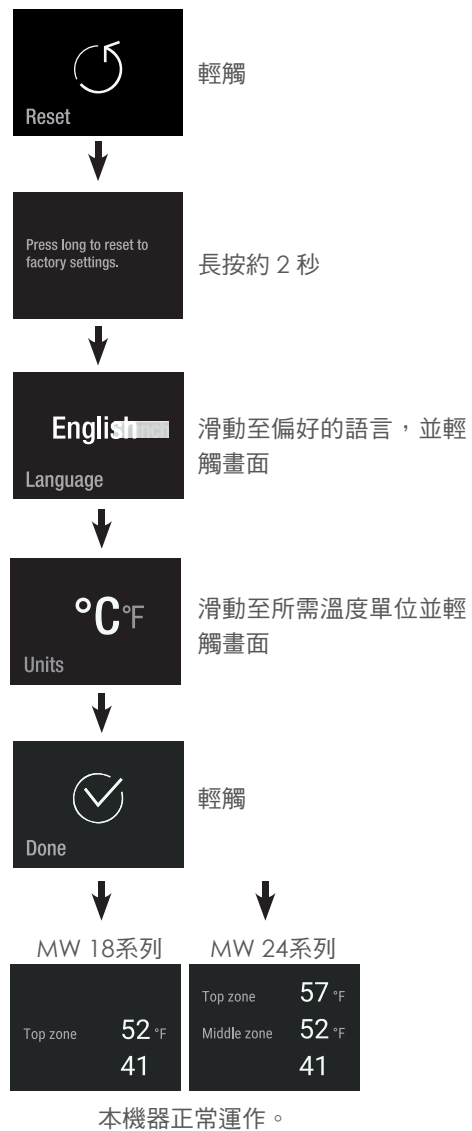 輕觸
Reset
Press long to reset to
factory settings.
長按約 2 秒
English
滑動至偏好的語言，並輕
觸畫面
Language
°C°F
滑動至所需溫度單位並輕
觸畫面
Units
輕觸
Done
MW 18系列
MW 24系列
Top zone 52 °F
41
Top zone 57 °F
Middle zone 52 °F
41
本機器正常運作。